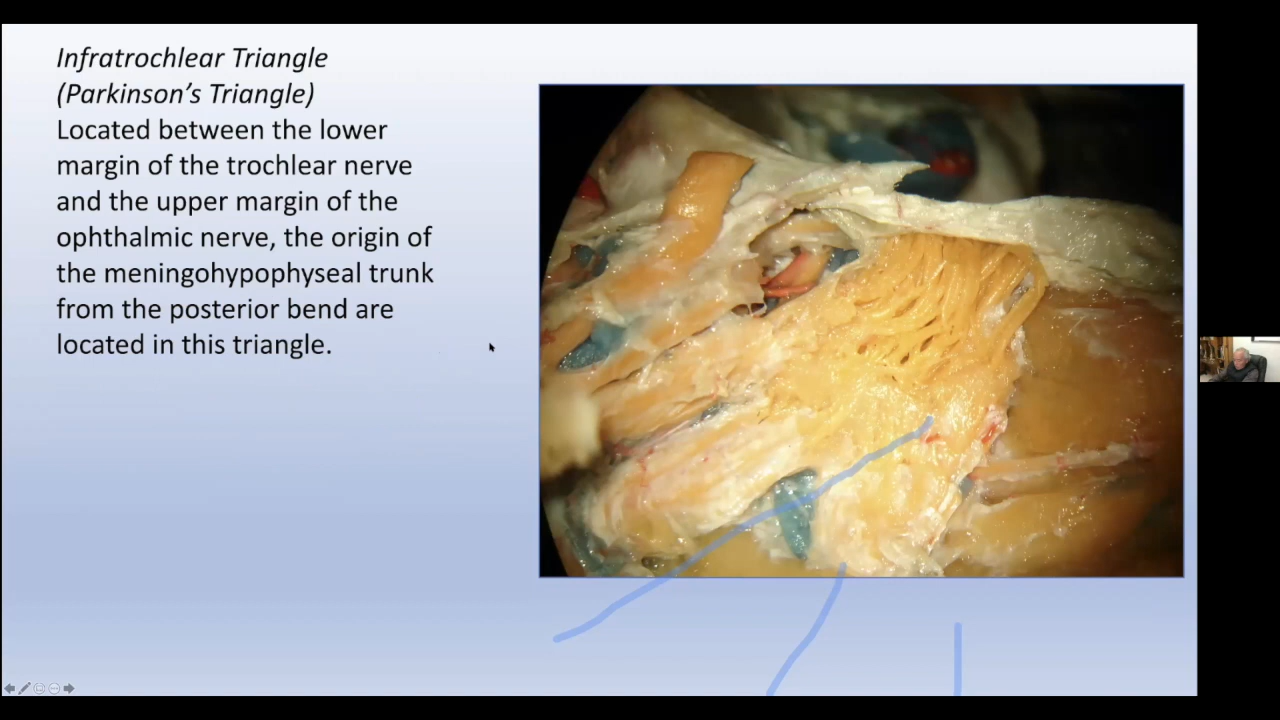 Infratrochlear Triangle
(Parkinson’s Triangle)
Located between the lower
margin of the trochlear nerve
and the upper margin of the
ophthalmic nerve, the origin of
the meningohypophyseal trunk
from the posterior bend are
located in this triangle.